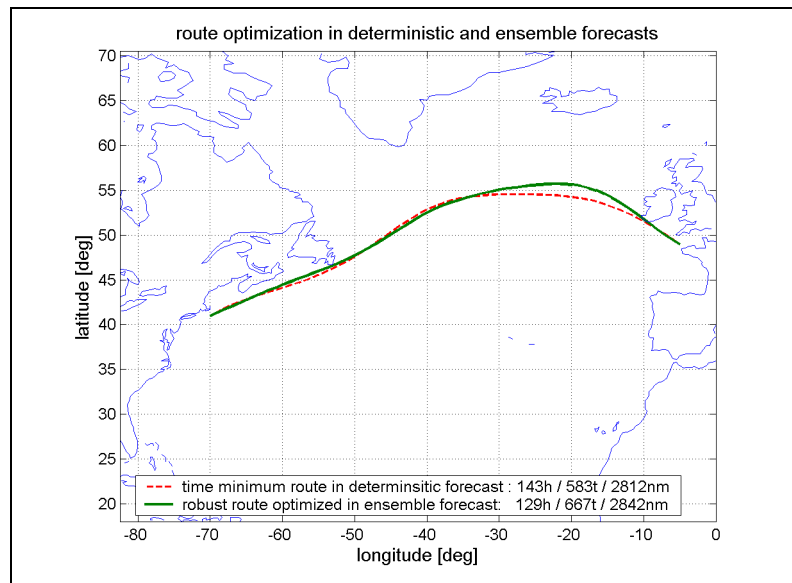 route optimization in deterministic and ensemble forecasts
70
65
60
55
50
45
40
35
30
25
20
latitude [deg]
time minimum route in determinsitic forecast : 143h / 583t / 2812nm
robust route optimized in ensemble forecast: 129h / 667t / 2842nm
-80 -70 -60 -50 -40 -30 -20 -10 0
longitude [deg]